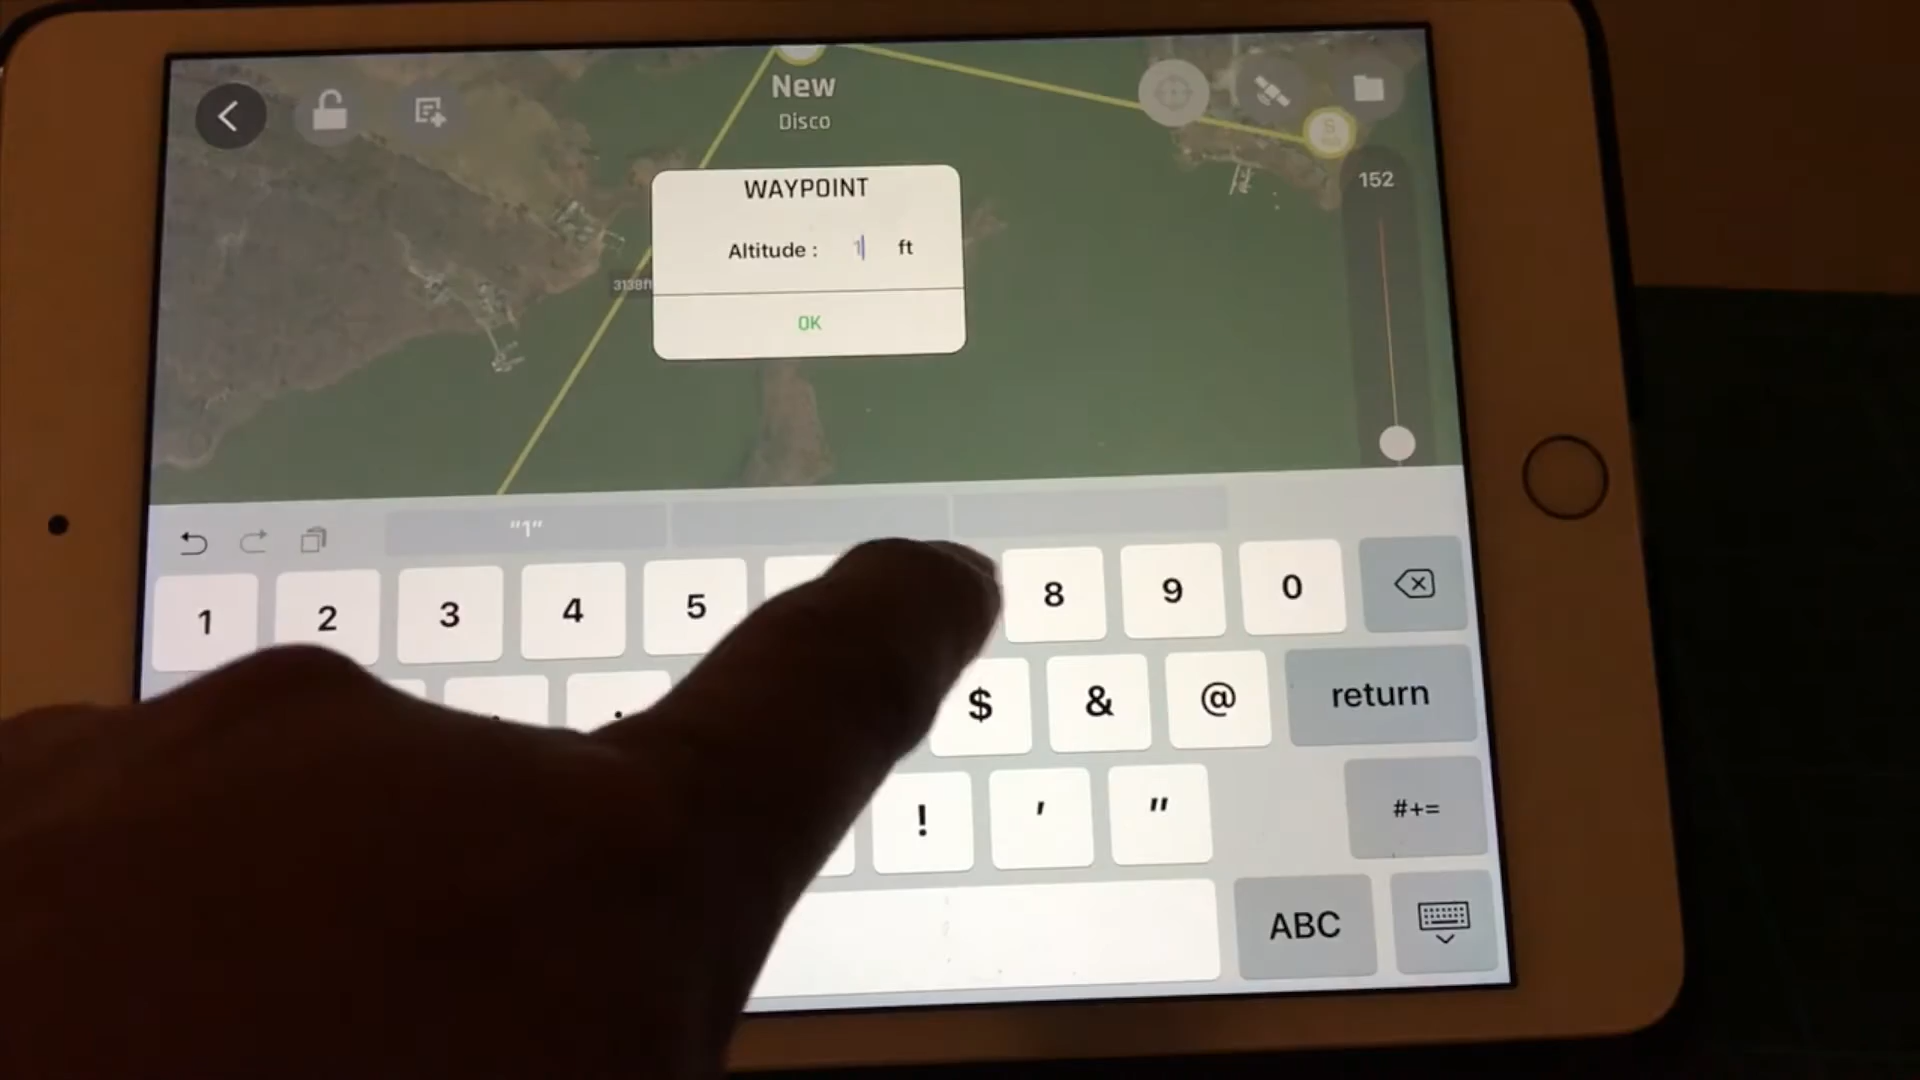 New
Disco
152
WAYPOINT
Altitude : 1 ft
3138ft
OK
"1"
1 2 3 4 5 8 9 0
$ & @ return
! ' " #+=
ABC